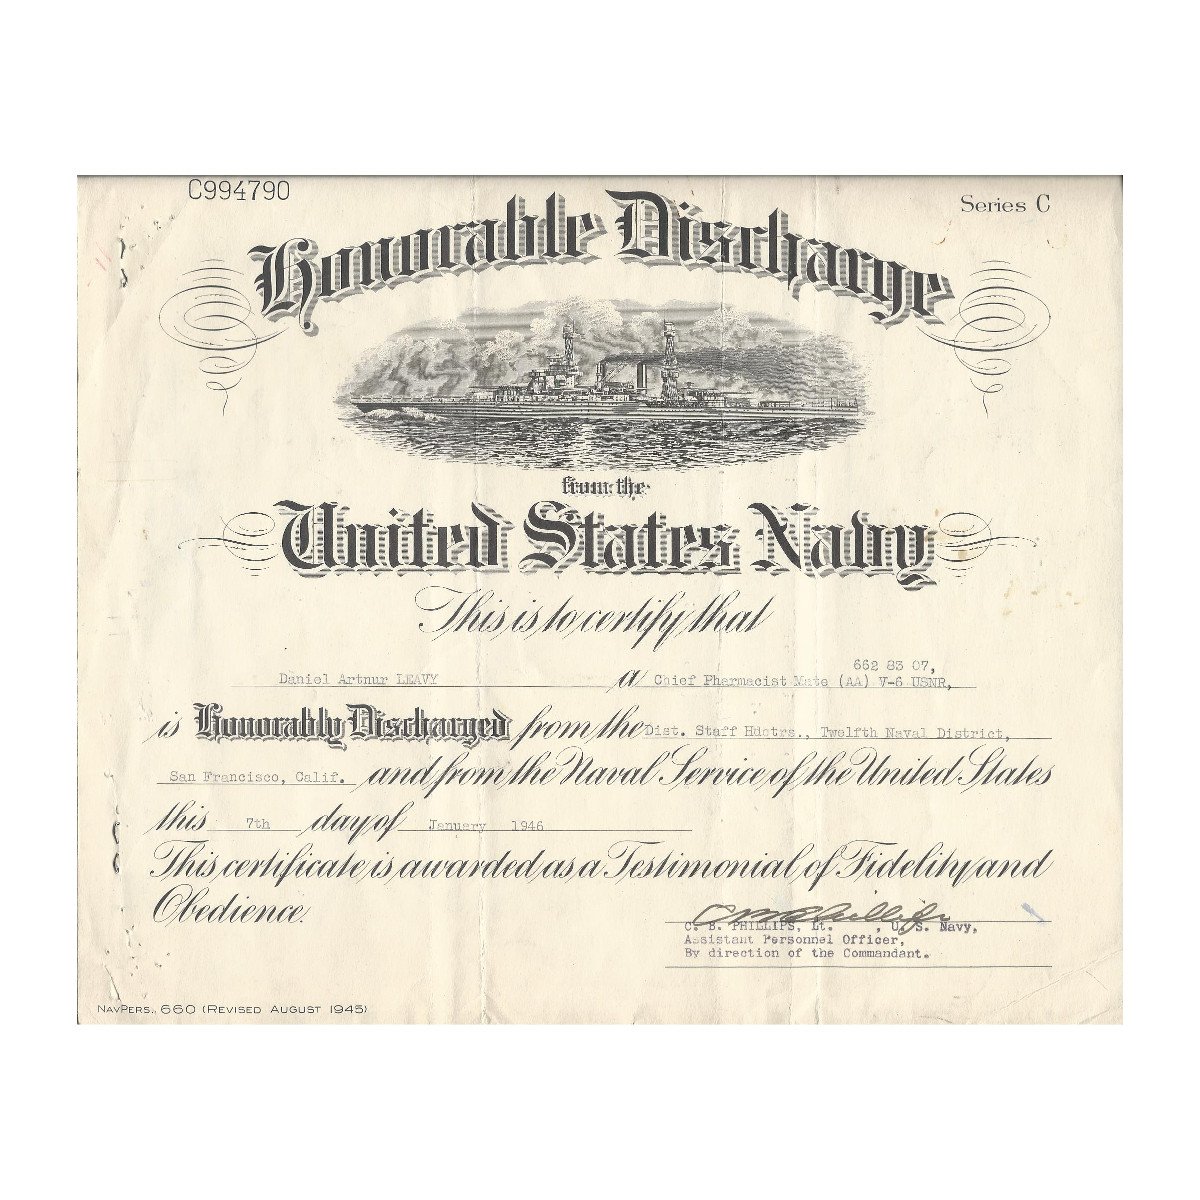 C994790
Series C
Honorable Discharge
from the
United States Navy
This is to certify that
662 83 07,
Daniel Artnur LEAVY a Chief Pharmacist Mate (AA) V-6 USNR,
is Honorably Discharged from the Dist. Staff Hdqtrs., Twelfth Naval District,
San Francisco, Calif. and from the Naval Service of the United States
this 7th day of January 1946
This certificate is awarded as a Testimonial of Fidelity and
Obedience.
C. B. PHILLIPS, Lt. , U.S. Navy,
Assistant Personnel Officer,
By direction of the Commandant.
NAVPERS. 660 (REVISED AUGUST 1945)